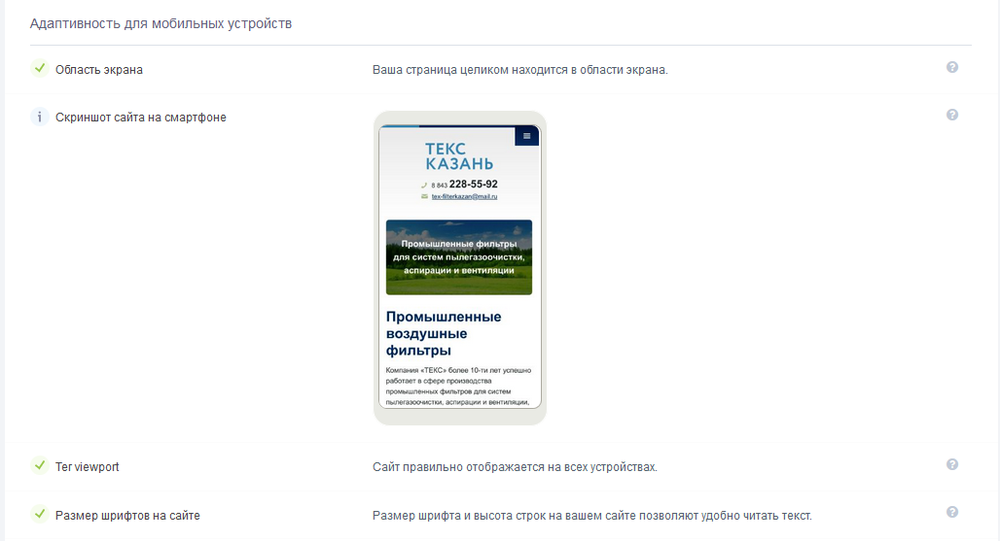 Адаптивность для мобильных устройств
Область экрана
Ваша страница целиком находится в области экрана.
Скриншот сайта на смартфоне
ТЕКС
КАЗАНЬ
8 843 228-55-92
tex-filterkazan@mail.ru
Промышленные фильтры
для систем пылегазоочистки,
аспирации и вентиляции
Промышленные
воздушные
фильтры
Компания «ТЕКС» более 10-ти лет успешно
работает в сфере производства
промышленных фильтров для систем
пылегазоочистки, аспирации и вентиляции,
Тег viewport
Сайт правильно отображается на всех устройствах.
Размер шрифтов на сайте
Размер шрифта и высота строк на вашем сайте позволяют удобно читать текст.